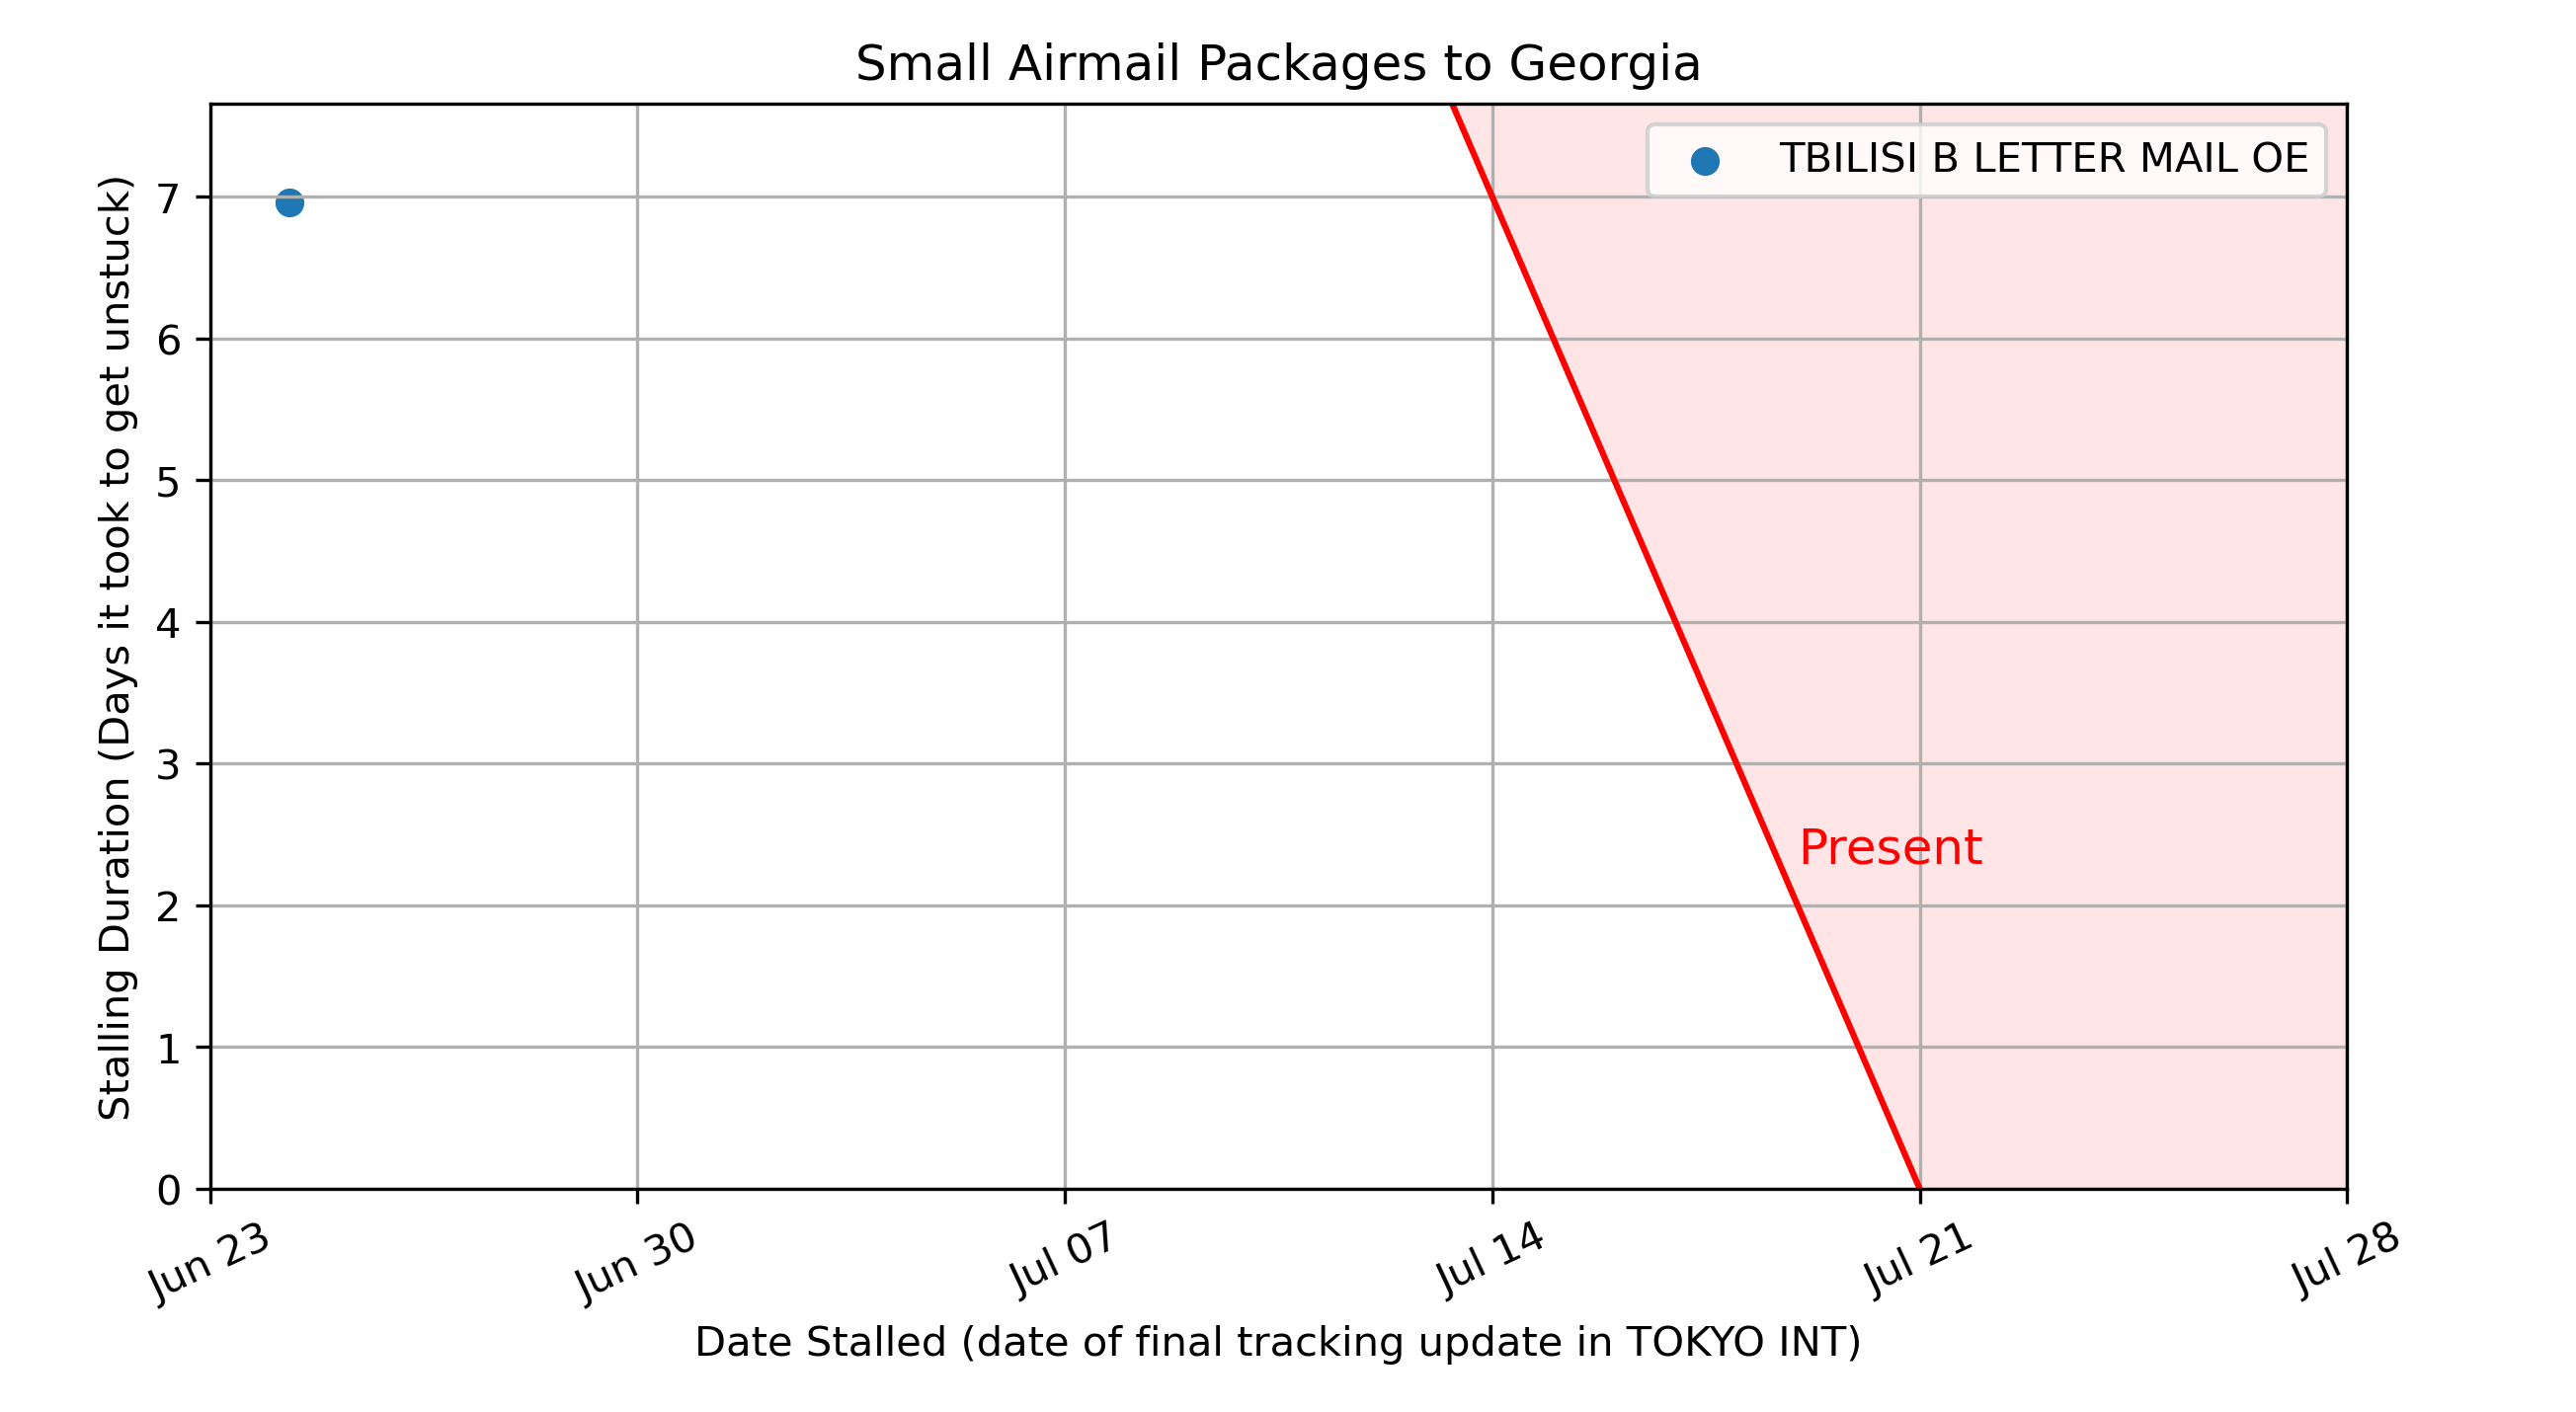 Small Airmail Packages to Georgia
TBILISI B LETTER MAIL OE
Stalling Duration (Days it took to get unstuck)
7
6
5
4
3
2
1
0
Present
Jun 23
Jun 30
Jul 07
Jul 14
Jul 21
Jul 28
Date Stalled (date of final tracking update in TOKYO INT)